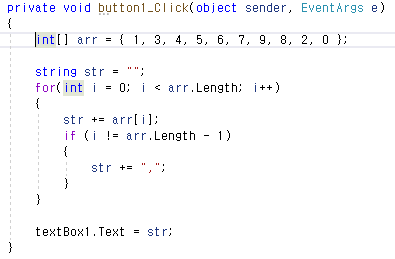 private void button1_Click(object sender, EventArgs e)
{
int[] arr = { 1, 3, 4, 5, 6, 7, 9, 8, 2, 0 };
string str = "";
for(int i = 0; i < arr.Length; i++)
{
str += arr[i];
if (i != arr.Length - 1)
{
str += ",";
}
}
textBox1.Text = str;
}